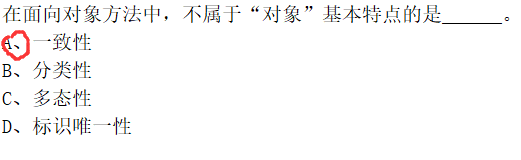 在面向对象方法中，不属于“对象”基本特点的是______。
A、一致性
B、分类性
C、多态性
D、标识唯一性